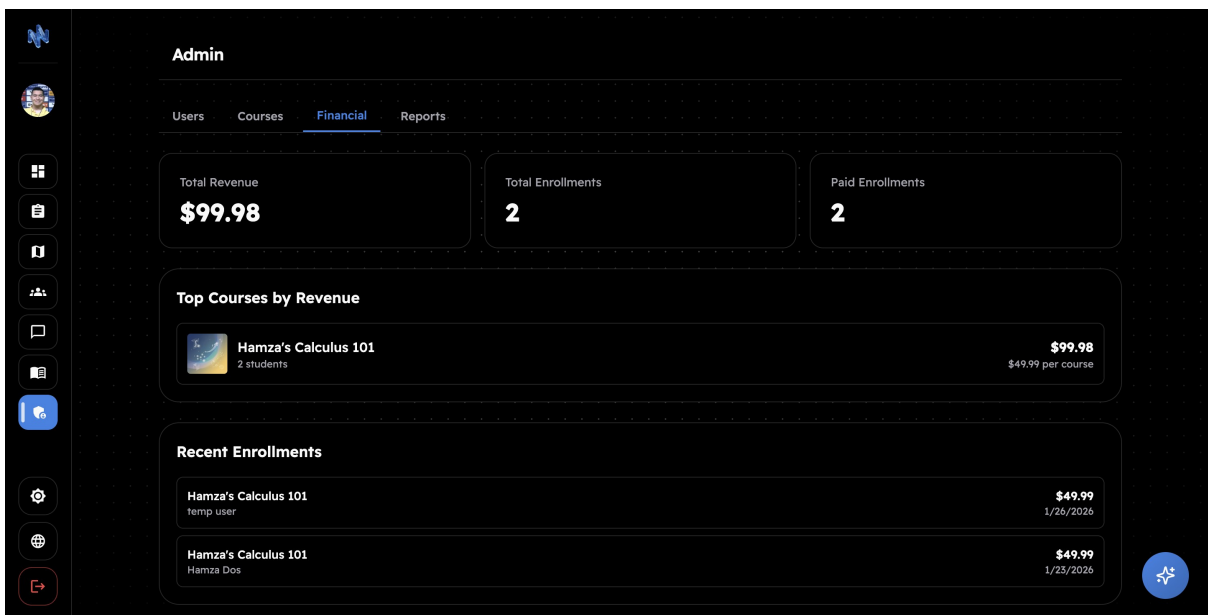 Admin
Users Courses Financial Reports
Total Revenue Total Enrollments Paid Enrollments
$99.98 2 2
Top Courses by Revenue
Hamza's Calculus 101 $99.98
2 students $49.99 per course
Recent Enrollments
Hamza's Calculus 101 $49.99
temp user 1/26/2026
Hamza's Calculus 101 $49.99
Hamza Dos 1/23/2026